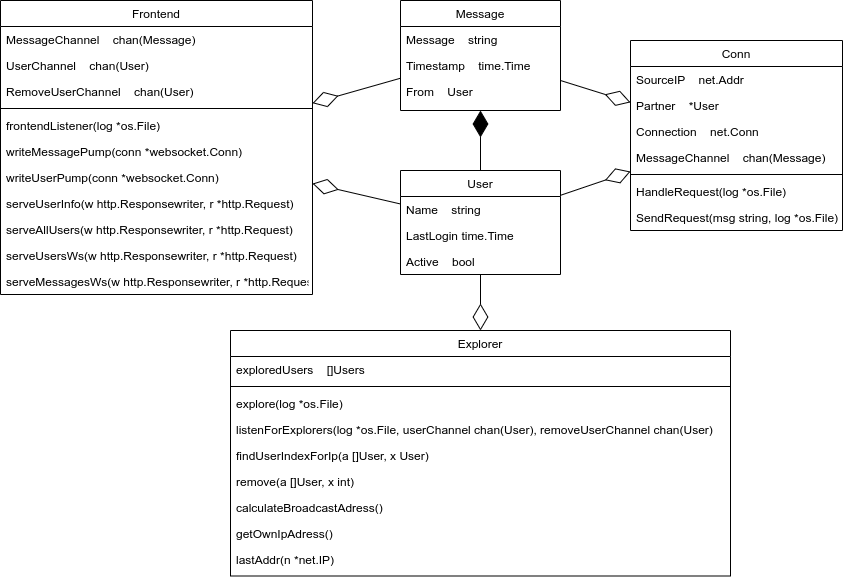 Frontend
MessageChannel chan(Message)
UserChannel chan(User)
RemoveUserChannel chan(User)
frontendListener(log *os.File)
writeMessagePump(conn *websocket.Conn)
writeUserPump(conn *websocket.Conn)
serveUserInfo(w http.Responsewriter, r *http.Request)
serveAllUsers(w http.Responsewriter, r *http.Request)
serveUsersWs(w http.Responsewriter, r *http.Request)
serveMessagesWs(w http.Responsewriter, r *http.Reque
Message
Message string
Timestamp time.Time
From User
Conn
SourceIP net.Addr
Partner *User
Connection net.Conn
MessageChannel chan(Message)
HandleRequest(log *os.File)
SendRequest(msg string, log *os.File)
User
Name string
LastLogin time.Time
Active bool
Explorer
exploredUsers []Users
explore(log *os.File)
listenForExplorers(log *os.File, userChannel chan(User), removeUserChannel chan(User)
findUserIndexForIp(a []User, x User)
remove(a []User, x int)
calculateBroadcastAdress()
getOwnIpAdress()
lastAddr(n *net.IP)